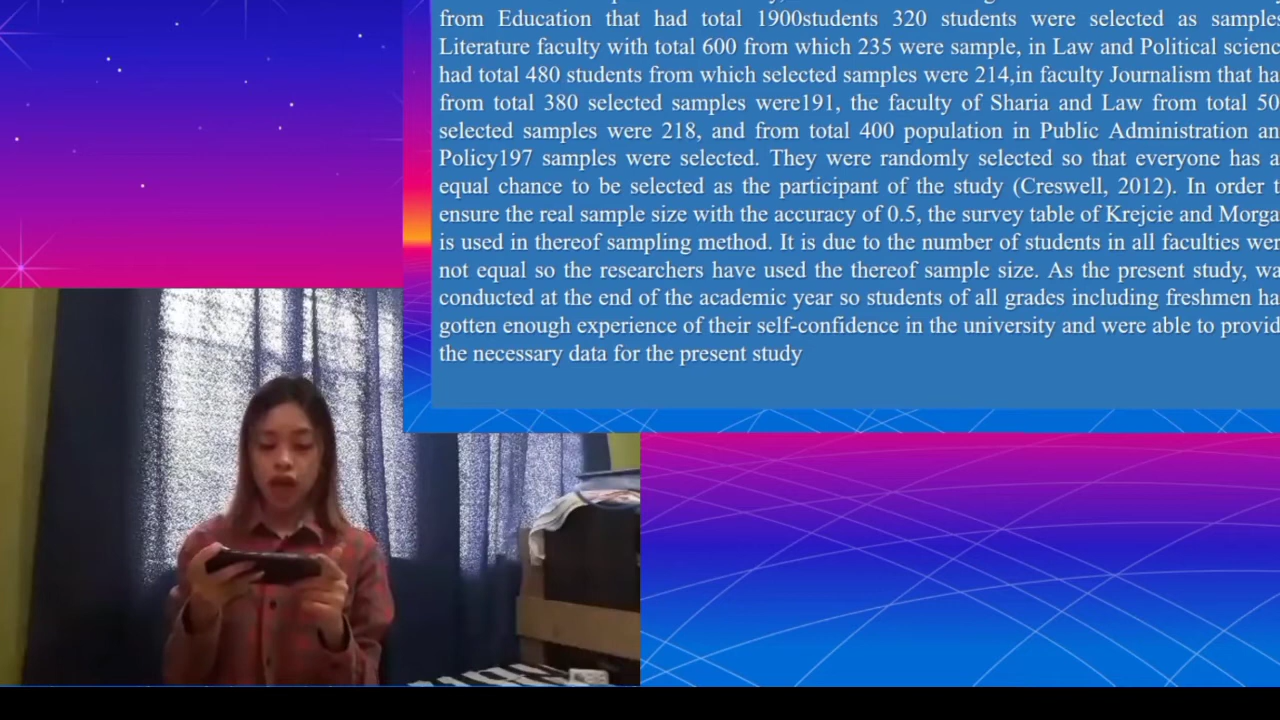 from Education that had total 1900students 320 students were selected as samples
Literature faculty with total 600 from which 235 were sample, in Law and Political scienc
had total 480 students from which selected samples were 214,in faculty Journalism that ha
from total 380 selected samples were191, the faculty of Sharia and Law from total 50
selected samples were 218, and from total 400 population in Public Administration an
Policy197 samples were selected. They were randomly selected so that everyone has a
equal chance to be selected as the participant of the study (Creswell, 2012). In order t
ensure the real sample size with the accuracy of 0.5, the survey table of Krejcie and Morga
is used in thereof sampling method. It is due to the number of students in all faculties wer
not equal so the researchers have used the thereof sample size. As the present study, wa
conducted at the end of the academic year so students of all grades including freshmen ha
gotten enough experience of their self-confidence in the university and were able to provid
the necessary data for the present study